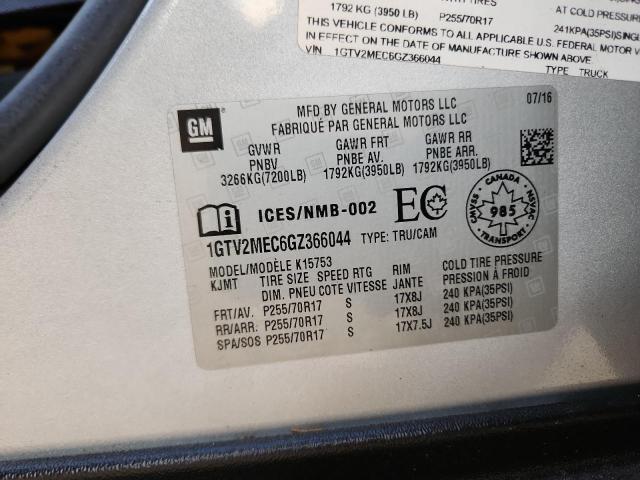 1792 KG (3950 LB) P255/70R17 241KPA(35PSI)SINGL
TIRES AT COLD PRESSUR
THIS VEHICLE CONFORMS TO ALL APPLICABLE U.S. FEDERAL MOTOR V
IN EFFECT ON THE DATE OF MANUFACTURE SHOWN ABOVE.
VIN 1GTV2MEC6GZ366044 TYPE TRUCK
GM
MFD BY GENERAL MOTORS LLC 07/16
FABRIQUÉ PAR GENERAL MOTORS LLC
GVWR GAWR FRT GAWR RR
PNBV PNBE AV. PNBE ARR.
3266KG(7200LB) 1792KG(3950LB) 1792KG(3950LB)
ICES/NMB-002 EC
CANADA
CMVSS 985 NSVAC
TRANSPORT
1GTV2MEC6GZ366044 TYPE: TRU/CAM
MODEL/MODÈLE K15753
KJMT TIRE SIZE SPEED RTG RIM COLD TIRE PRESSURE
DIM. PNEU COTE VITESSE JANTE PRESSION À FROID
FRT/AV. P255/70R17 S 17X8J 240 KPA(35PSI)
RR/ARR. P255/70R17 S 17X8J 240 KPA(35PSI)
SPA/SOS P255/70R17 S 17X7.5J 240 KPA(35PSI)